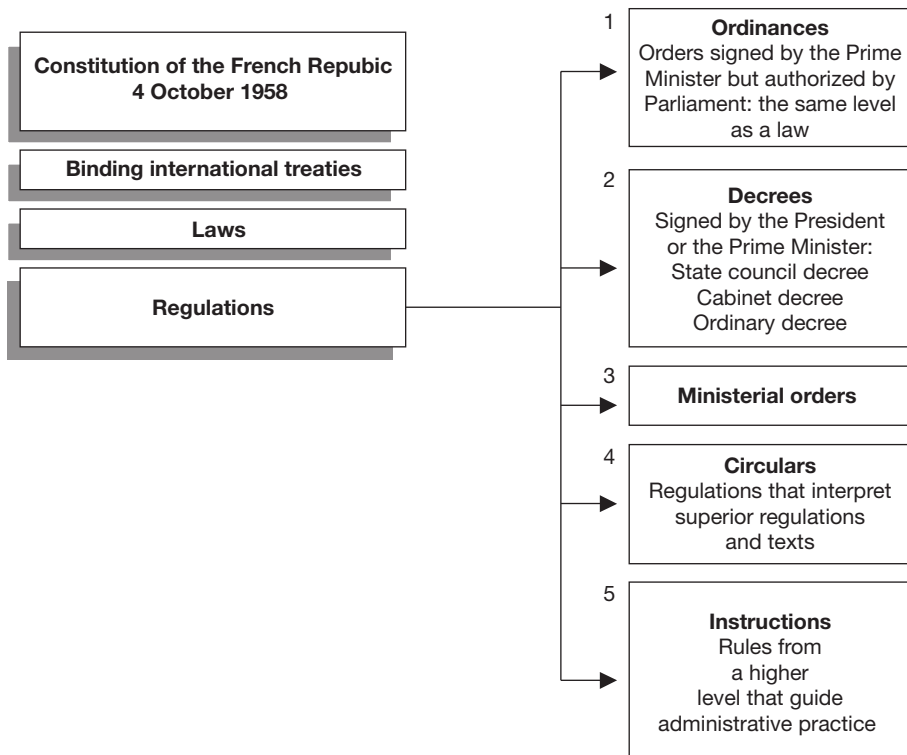 Constitution of the French Repubic
4 October 1958
Binding international treaties
Laws
Regulations
1
Ordinances
Orders signed by the Prime
Minister but authorized by
Parliament: the same level
as a law
2
Decrees
Signed by the President
or the Prime Minister:
State council decree
Cabinet decree
Ordinary decree
3
Ministerial orders
4
Circulars
Regulations that interpret
superior regulations
and texts
5
Instructions
Rules from
a higher
level that guide
administrative practice